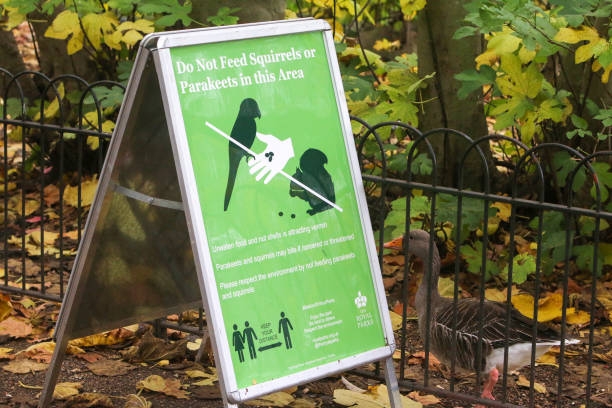 Do Not Feed Squirrels or
Parakeets in this Area
Uneaten food and nut shells is attracting vermin
Parakeets and squirrels may bite if cornered or threatened
Please respect the environment by not feeding parakeets
and squirrels
KEEP
YOUR
DISTANCE
THE
ROYAL PARKS